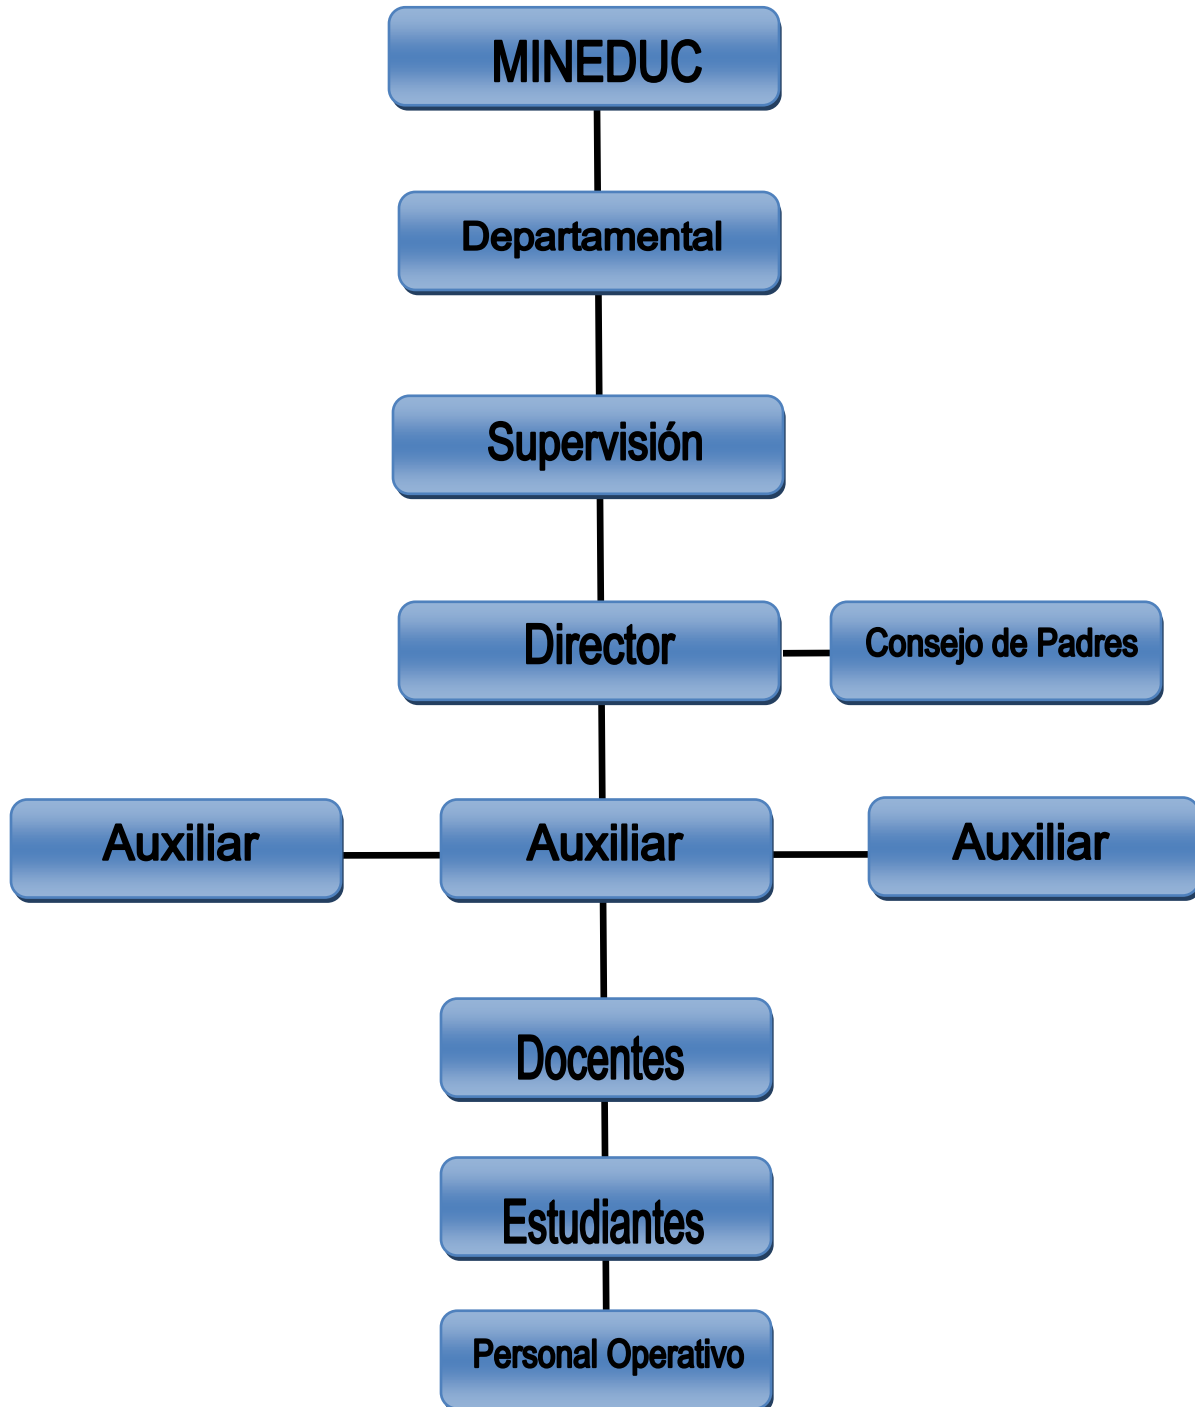 MINEDUC
Departamental
Supervisión
Director
Consejo de Padres
Auxiliar
Auxiliar
Auxiliar
Docentes
Estudiantes
Personal Operativo